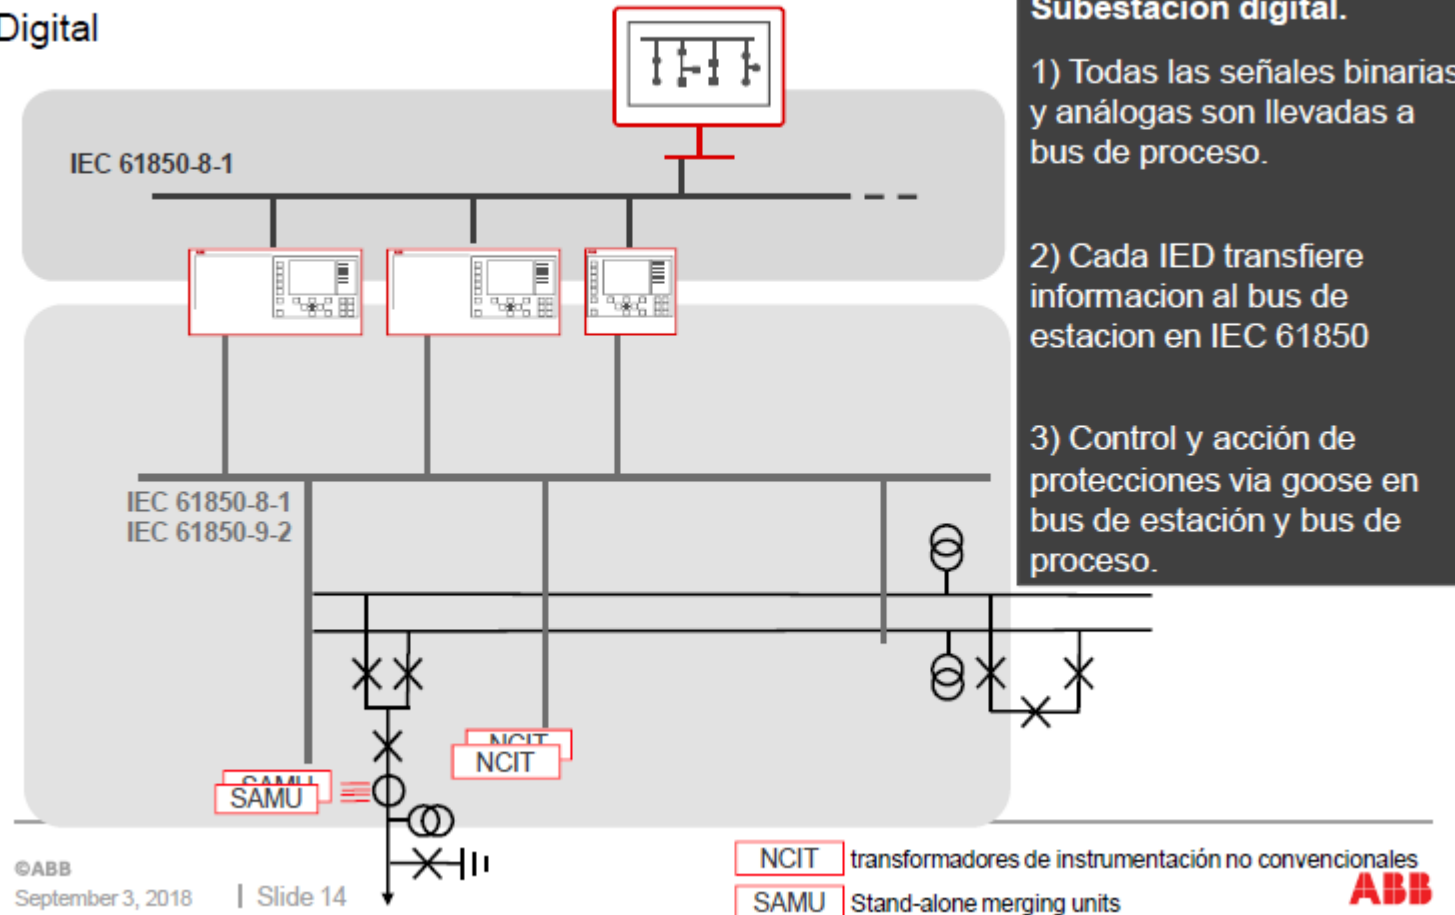 Digital
Subestación digital.
1) Todas las señales binarias
y análogas son llevadas a
bus de proceso.
2) Cada IED transfiere
informacion al bus de
estacion en IEC 61850
3) Control y acción de
protecciones via goose en
bus de estación y bus de
proceso.
IEC 61850-8-1
IEC 61850-8-1
IEC 61850-9-2
NCIT
NCIT
SAMU
SAMU
NCIT transformadores de instrumentación no convencionales
SAMU Stand-alone merging units
©ABB
September 3, 2018 | Slide 14
ABB